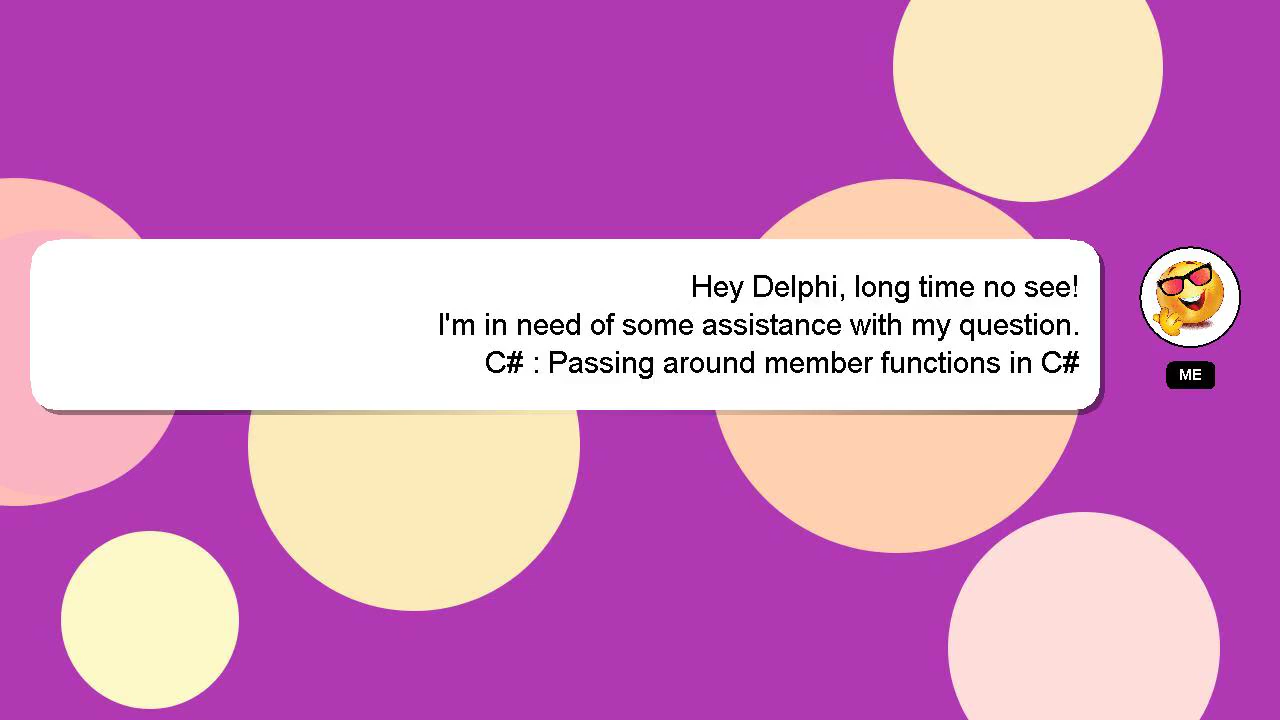 Hey Delphi, long time no see!
I'm in need of some assistance with my question.
C# : Passing around member functions in C#
ME